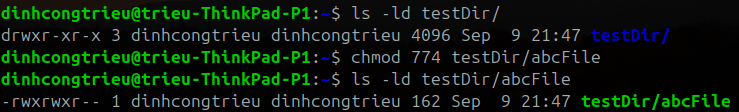 dinhcongtrieu@trieu-ThinkPad-P1:~$ ls -ld testDir/
drwxr-xr-x 3 dinhcongtrieu dinhcongtrieu 4096 Sep  9 21:47 testDir/
dinhcongtrieu@trieu-ThinkPad-P1:~$ chmod 774 testDir/abcFile
dinhcongtrieu@trieu-ThinkPad-P1:~$ ls -ld testDir/abcFile
-rwxrwxr-- 1 dinhcongtrieu dinhcongtrieu 162 Sep  9 21:47 testDir/abcFile